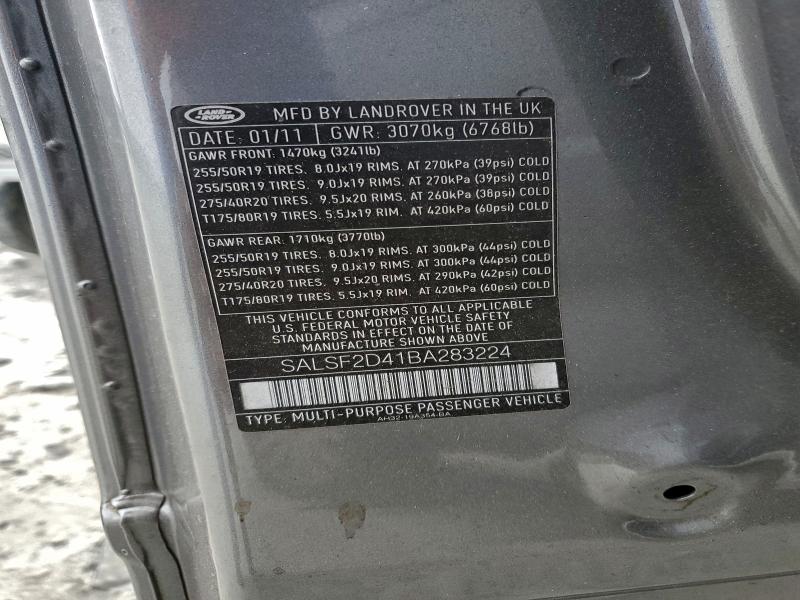 LAND-ROVER MFD BY LANDROVER IN THE UK
DATE: 01/11 GWR: 3070kg (6768lb)
GAWR FRONT: 1470kg (3241lb)
255/50R19 TIRES. 8.0Jx19 RIMS. AT 270kPa (39psi) COLD
255/50R19 TIRES. 9.0Jx19 RIMS. AT 270kPa (39psi) COLD
275/40R20 TIRES. 9.5Jx20 RIMS. AT 260kPa (38psi) COLD
T175/80R19 TIRES. 5.5Jx19 RIM. AT 420kPa (60psi) COLD
GAWR REAR: 1710kg (3770lb)
255/50R19 TIRES. 8.0Jx19 RIMS. AT 300kPa (44psi) COLD
255/50R19 TIRES. 9.0Jx19 RIMS. AT 300kPa (44psi) COLD
275/40R20 TIRES. 9.5Jx20 RIMS. AT 290kPa (42psi) COLD
T175/80R19 TIRES. 5.5Jx19 RIM. AT 420kPa (60psi) COLD
THIS VEHICLE CONFORMS TO ALL APPLICABLE
U.S. FEDERAL MOTOR VEHICLE SAFETY
STANDARDS IN EFFECT ON THE DATE OF
MANUFACTURE SHOWN ABOVE
SALSF2D41BA283224
TYPE: MULTI-PURPOSE PASSENGER VEHICLE
AH32-19A354-BA